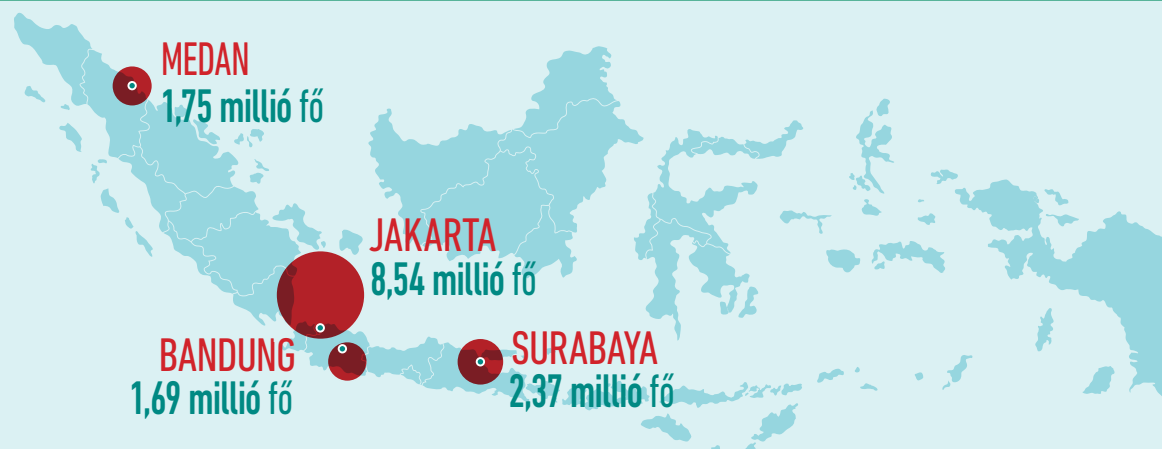 MEDAN
1,75 millió fő
JAKARTA
8,54 millió fő
BANDUNG
1,69 millió fő
SURABAYA
2,37 millió fő